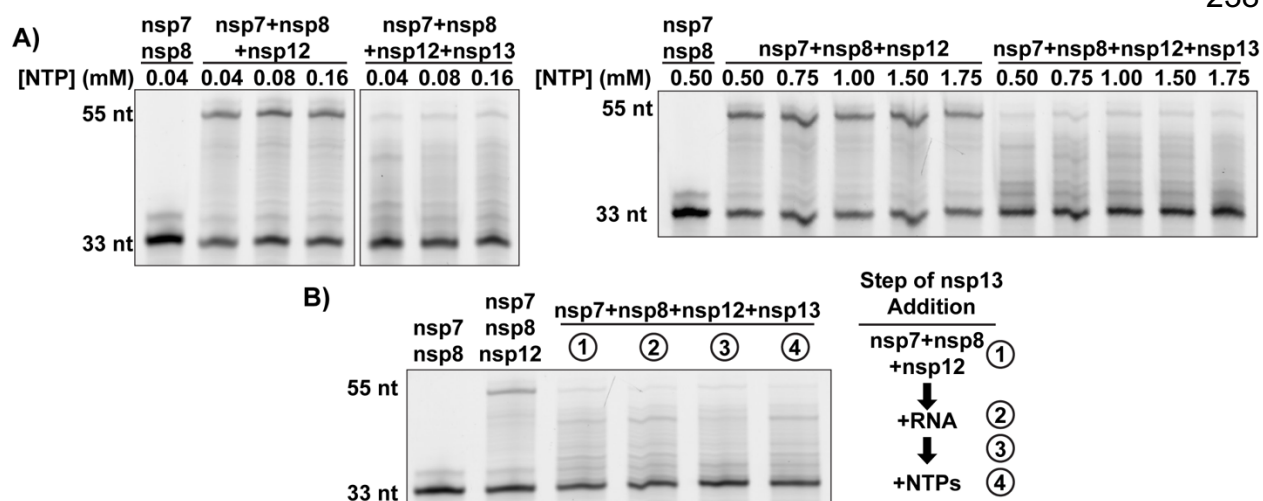 A)
nsp7 nsp7+nsp8 nsp7+nsp8
nsp8 +nsp12 +nsp12+nsp13
[NTP] (mM) 0.04 0.04 0.08 0.16 0.04 0.08 0.16
55 nt
33 nt
nsp7
nsp8 nsp7+nsp8+nsp12 nsp7+nsp8+nsp12+nsp13
[NTP] (mM) 0.50 0.50 0.75 1.00 1.50 1.75 0.50 0.75 1.00 1.50 1.75
55 nt
33 nt
B)
nsp7
nsp7 nsp8 nsp7+nsp8+nsp12+nsp13
nsp8 nsp12 ① ② ③ ④
55 nt
33 nt
Step of nsp13
Addition
nsp7+nsp8
+nsp12 ①
+RNA ②
③
+NTPs ④